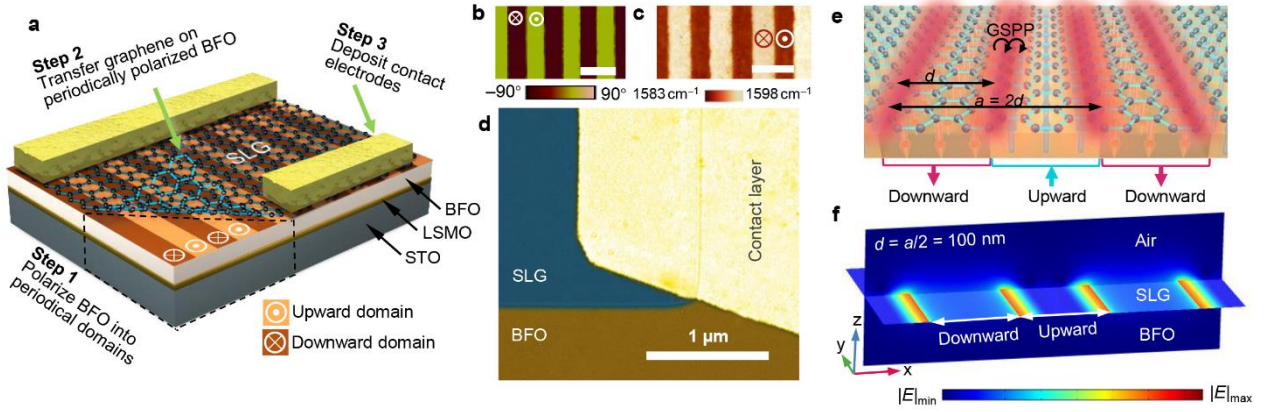 a
Step 2
Transfer graphene on
periodically polarized BFO
Step 3
Deposit contact
electrodes
SLG
BFO
LSMO
STO
Step 1
Polarize BFO into
periodical domains
Upward domain
Downward domain
b
−90° 90°
c
1583 cm⁻¹ 1598 cm⁻¹
d
SLG
BFO
Contact layer
1 μm
e
GSPP
d
a = 2d
Downward Upward Downward
f
d = a/2 = 100 nm
Air
SLG
Downward Upward
BFO
z
y
x
|E|min |E|max